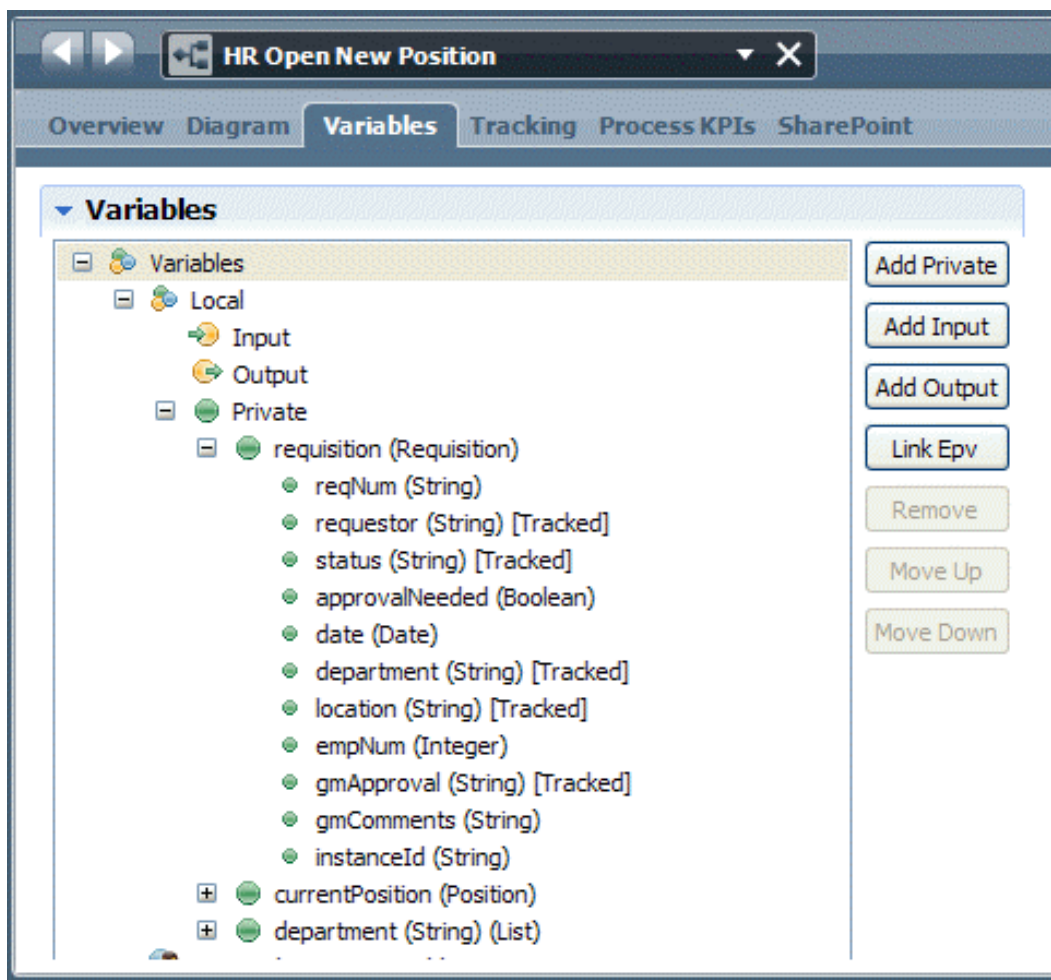 HR Open New Position
Overview Diagram Variables Tracking Process KPIs SharePoint
Variables
Variables
Local
Input
Output
Private
requisition (Requisition)
reqNum (String)
requestor (String) [Tracked]
status (String) [Tracked]
approvalNeeded (Boolean)
date (Date)
department (String) [Tracked]
location (String) [Tracked]
empNum (Integer)
gmApproval (String) [Tracked]
gmComments (String)
instanceId (String)
currentPosition (Position)
department (String) (List)
Add Private
Add Input
Add Output
Link Epv
Remove
Move Up
Move Down